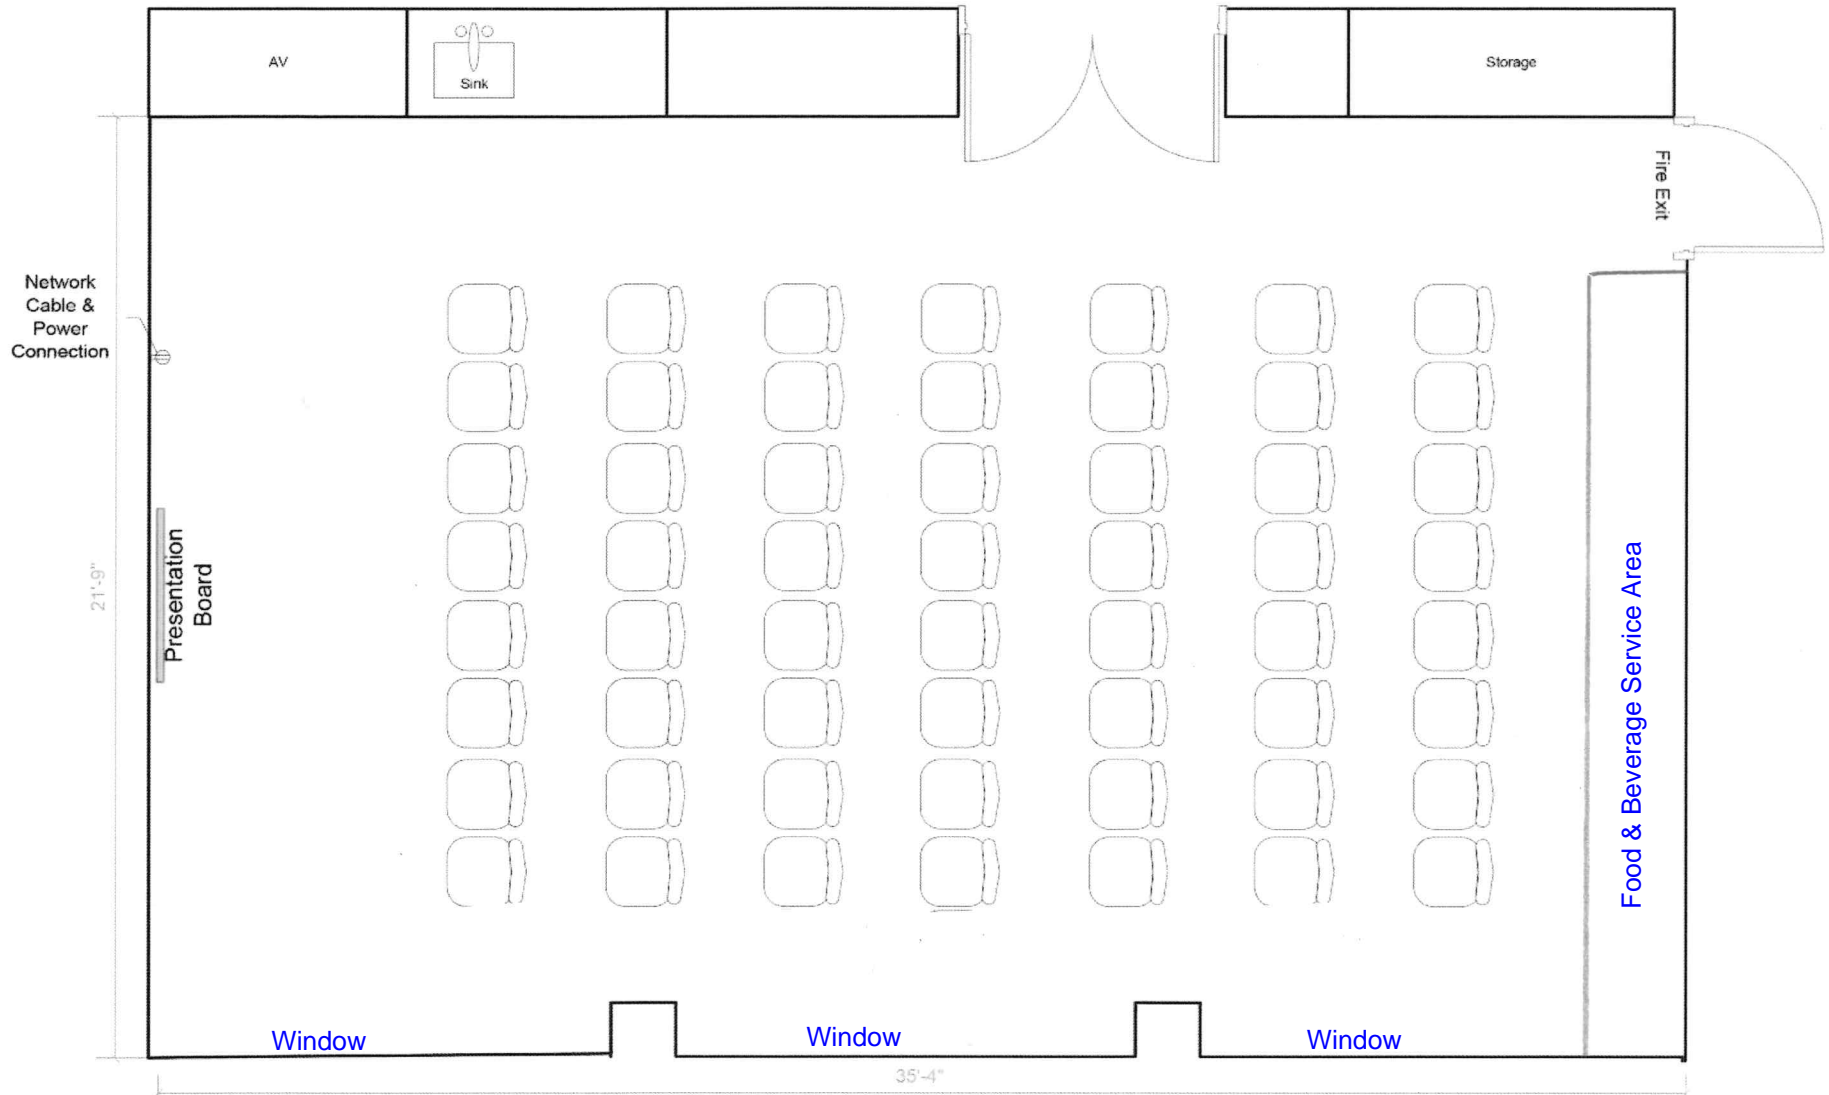 AV
Sink
Storage
Fire Exit
Network
Cable &
Power
Connection
21'-9"
Presentation
Board
Food & Beverage Service Area
Window
Window
Window
35'-4"